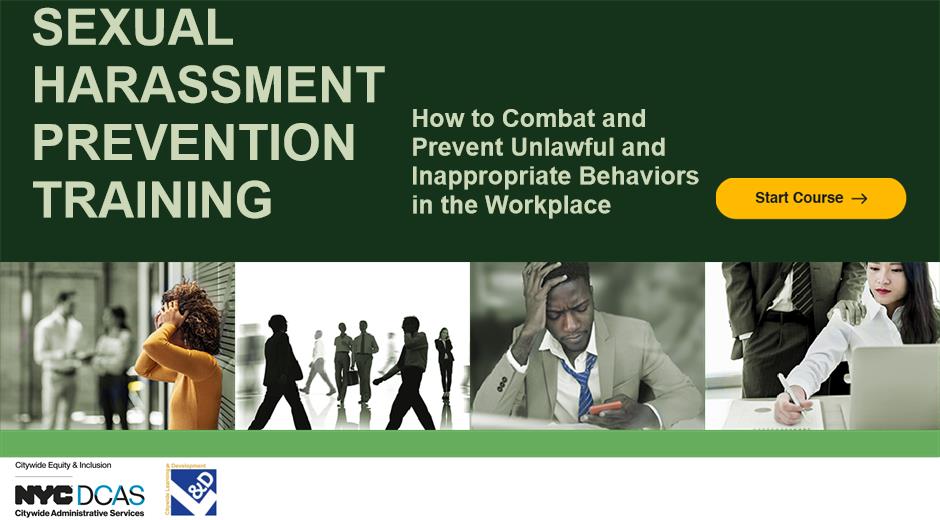 SEXUAL
HARASSMENT
PREVENTION
TRAINING
How to Combat and
Prevent Unlawful and
Inappropriate Behaviors
in the Workplace
Start Course →
Citywide Equity & Inclusion
NYC DCAS
Citywide Administrative Services
Citywide Learning & Development
L&D